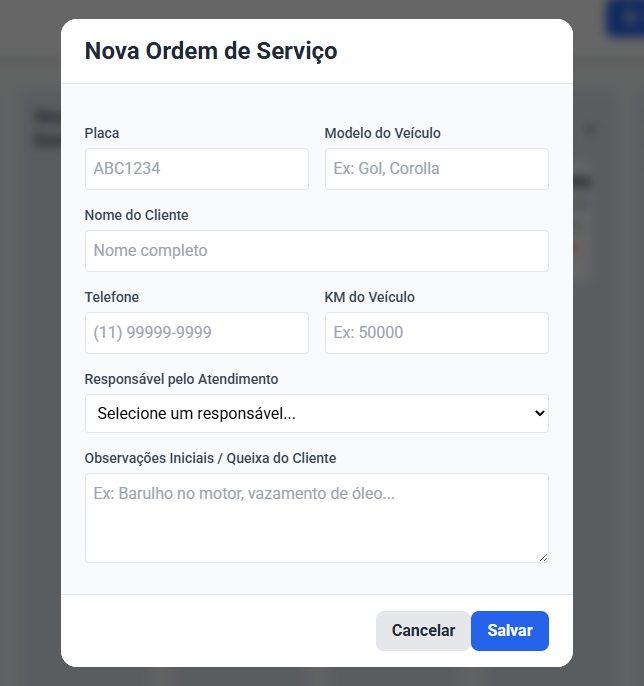 Nova Ordem de Serviço
Placa
Modelo do Veículo
ABC1234
Ex: Gol, Corolla
Nome do Cliente
Nome completo
Telefone
KM do Veículo
(11) 99999-9999
Ex: 50000
Responsável pelo Atendimento
Selecione um responsável...
Observações Iniciais / Queixa do Cliente
Ex: Barulho no motor, vazamento de óleo...
Cancelar
Salvar